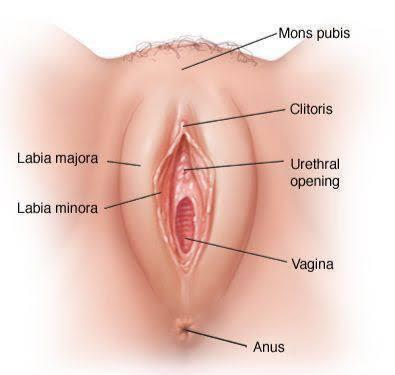 Mons pubis
Clitoris
Labia majora
Urethral
opening
Labia minora
Vagina
Anus